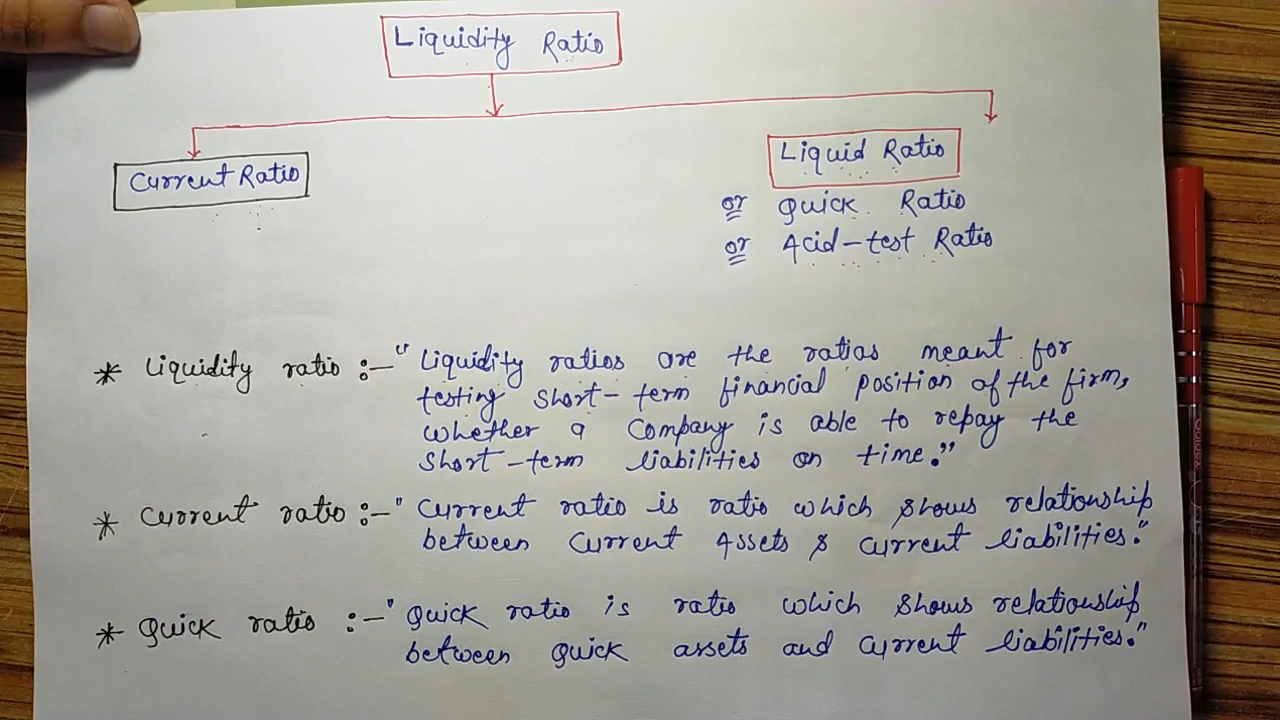 Liquidity Ratio
Current Ratio
Liquid Ratio
or Quick Ratio
or Acid-test Ratio
* Liquidity ratio :- "Liquidity ratios are the ratios meant for
testing short-term financial position of the firm,
whether a company is able to repay the
short-term liabilities on time."
* Current ratio :- "Current ratio is ratio which shows relationship
between current Assets & current liabilities."
* Quick ratio :- "Quick ratio is ratio which shows relationship
between quick assets and current liabilities."